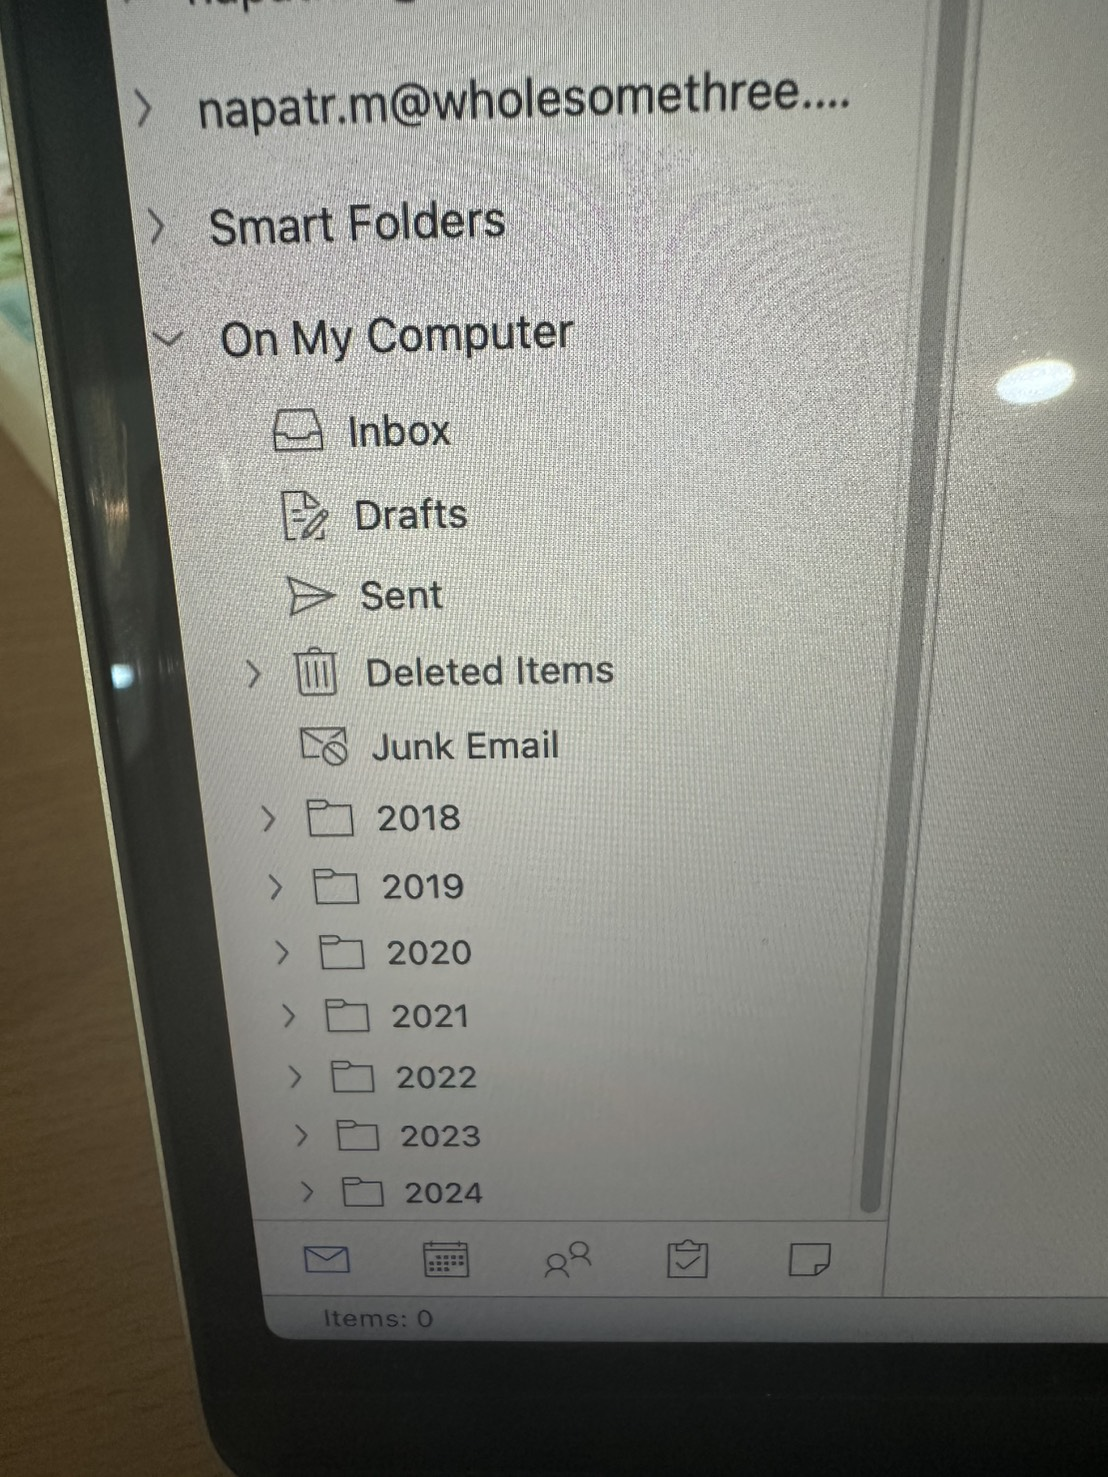 napatr.m@wholesomethree....
Smart Folders
On My Computer
Inbox
Drafts
Sent
Deleted Items
Junk Email
2018
2019
2020
2021
2022
2023
2024
Items: 0